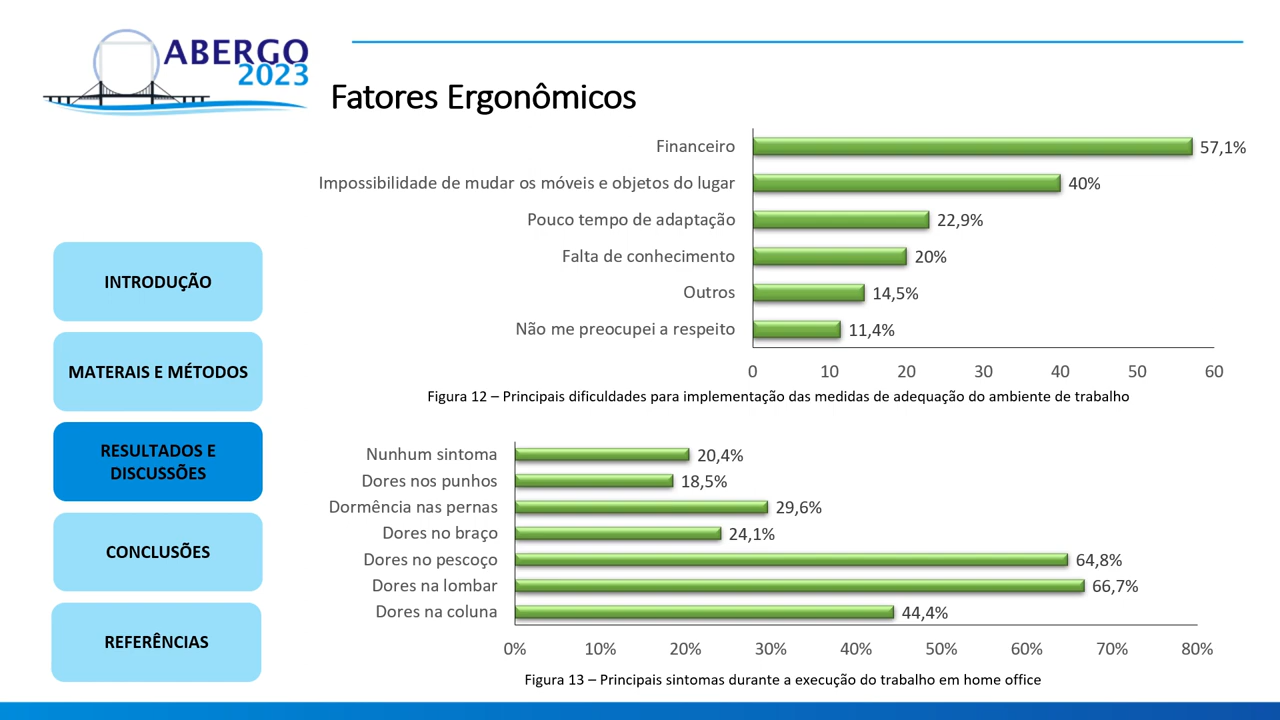 ABERGO
2023
Fatores Ergonômicos
Financeiro 57,1%
Impossibilidade de mudar os móveis e objetos do lugar 40%
Pouco tempo de adaptação 22,9%
Falta de conhecimento 20%
Outros 14,5%
Não me preocupei a respeito 11,4%
0 10 20 30 40 50 60
Figura 12 – Principais dificuldades para implementação das medidas de adequação do ambiente de trabalho
INTRODUÇÃO
MATERAIS E MÉTODOS
RESULTADOS E
DISCUSSÕES
CONCLUSÕES
REFERÊNCIAS
Nunhum sintoma 20,4%
Dores nos punhos 18,5%
Dormência nas pernas 29,6%
Dores no braço 24,1%
Dores no pescoço 64,8%
Dores na lombar 66,7%
Dores na coluna 44,4%
0% 10% 20% 30% 40% 50% 60% 70% 80%
Figura 13 – Principais sintomas durante a execução do trabalho em home office